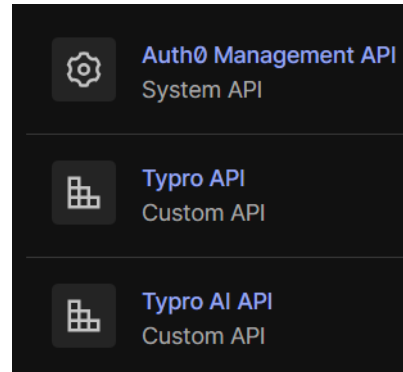 Auth0 Management API
System API
Typro API
Custom API
Typro AI API
Custom API